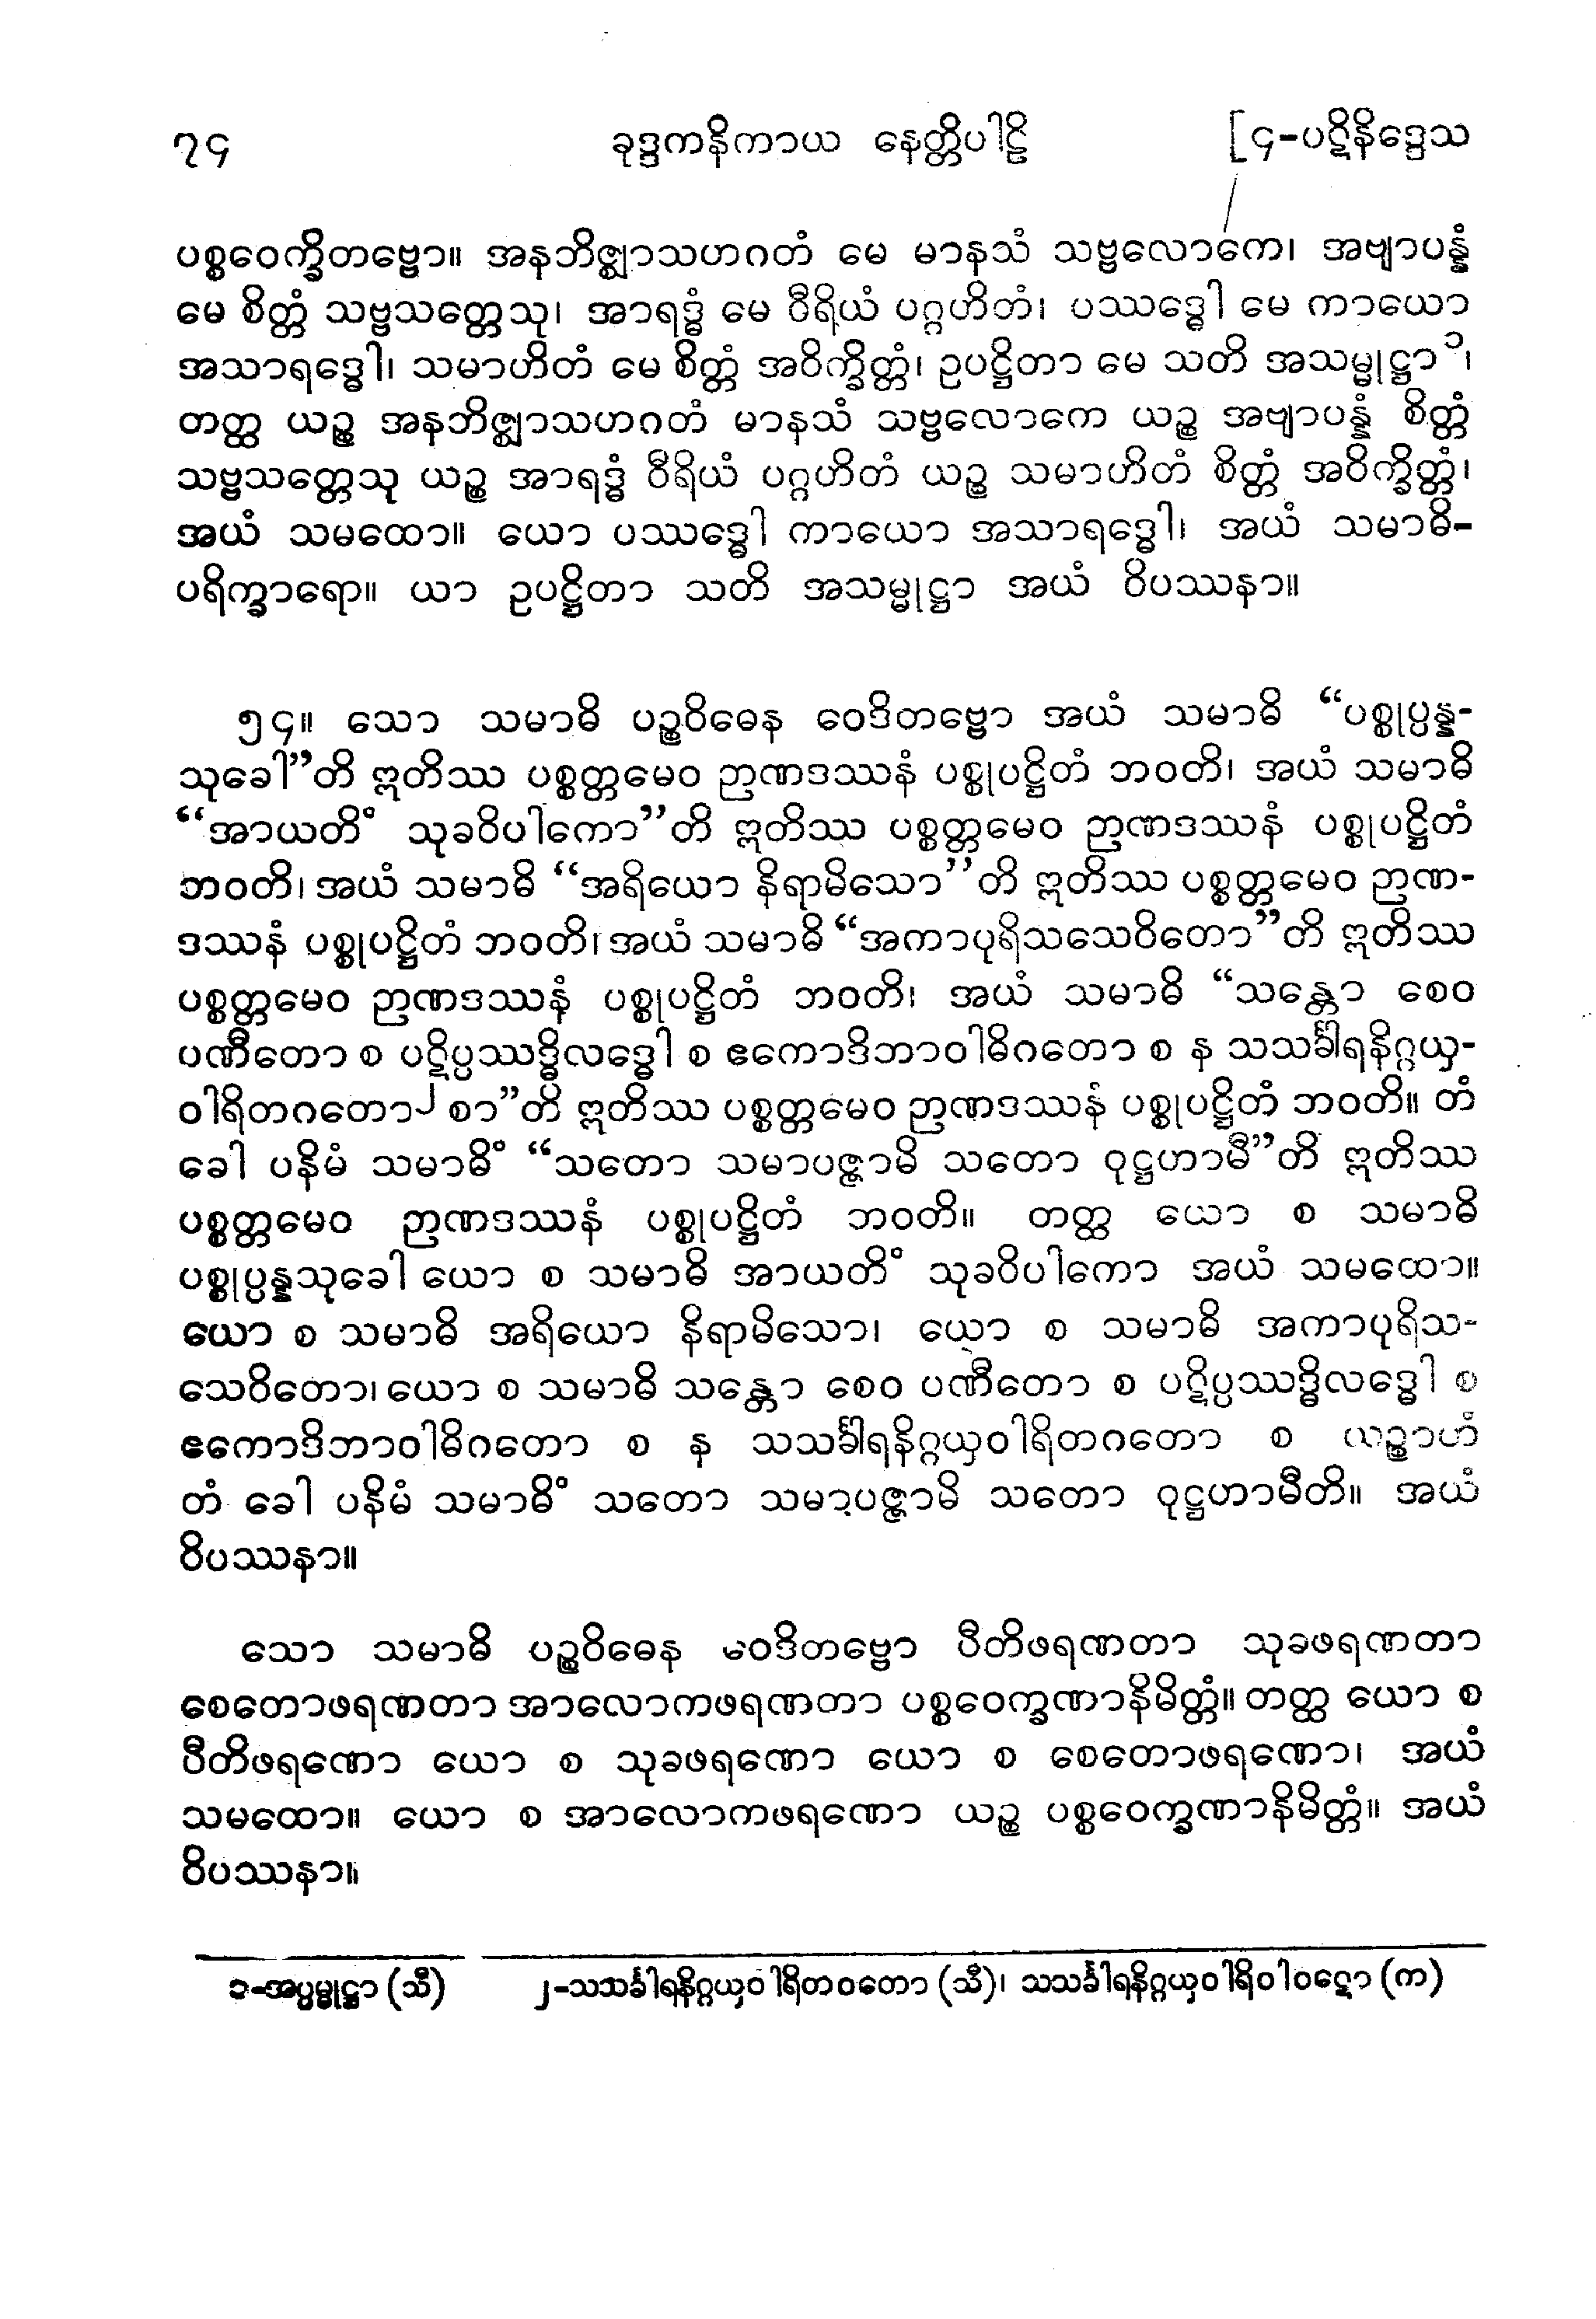 ၇၄ ခုဒ္ဒကနိကာယ နေတ္တိပါဠိ [၄-ပဋိနိဒ္ဒေသ
ပစ္စဝေက္ခိတဗ္ဗော။ အနဘိဇ္ဈာသဟဂတံ မေ မာနသံ သဗ္ဗလောကေ၊ အဗျာပန္နံ
မေ စိတ္တံ သဗ္ဗသတ္တေသု၊ အာရဒ္ဓံ မေ ဝီရိယံ ပဂ္ဂဟိတံ၊ ပဿဒ္ဓေါ မေ ကာယော
အသာရဒ္ဓေါ၊ သမာဟိတံ မေ စိတ္တံ အဝိက္ခိတ္တံ၊ ဥပဋ္ဌိတာ မေ သတိ အသမ္မုဋ္ဌာ ၁၊
တတ္ထ ယဉ္စ အနဘိဇ္ဈာသဟဂတံ မာနသံ သဗ္ဗလောကေ ယဉ္စ အဗျာပန္နံ စိတ္တံ
သဗ္ဗသတ္တေသု ယဉ္စ အာရဒ္ဓံ ဝီရိယံ ပဂ္ဂဟိတံ ယဉ္စ သမာဟိတံ စိတ္တံ အဝိက္ခိတ္တံ၊
အယံ သမထော။ ယော ပဿဒ္ဓေါ ကာယော အသာရဒ္ဓေါ၊ အယံ သမာဓိ-
ပရိက္ခာရော။ ယာ ဥပဋ္ဌိတာ သတိ အသမ္မုဋ္ဌာ အယံ ဝိပဿနာ။
၅၄။ သော သမာဓိ ပဉ္စဝိဓေန ဝေဒိတဗ္ဗော အယံ သမာဓိ “ပစ္စုပ္ပန္န-
သုခေါ”တိ ဣတိဿ ပစ္စတ္တမေဝ ဉာဏဒဿနံ ပစ္စုပဋ္ဌိတံ ဘဝတိ၊ အယံ သမာဓိ
“အာယတိံ သုခဝိပါကော”တိ ဣတိဿ ပစ္စတ္တမေဝ ဉာဏဒဿနံ ပစ္စုပဋ္ဌိတံ
ဘဝတိ၊ အယံ သမာဓိ “အရိယော နိရာမိသော”တိ ဣတိဿ ပစ္စတ္တမေဝ ဉာဏ-
ဒဿနံ ပစ္စုပဋ္ဌိတံ ဘဝတိ၊ အယံ သမာဓိ “အကာပုရိသသေဝိတော”တိ ဣတိဿ
ပစ္စတ္တမေဝ ဉာဏဒဿနံ ပစ္စုပဋ္ဌိတံ ဘဝတိ၊ အယံ သမာဓိ “သန္တော စေဝ
ပဏီတော စ ပဋိပ္ပဿဒ္ဓိလဒ္ဓေါ စ ဧကောဒိဘာဝါဓိဂတော စ န သသင်္ခါရနိဂ္ဂယှ-
ဝါရိတဂတော၂ စာ”တိ ဣတိဿ ပစ္စတ္တမေဝ ဉာဏဒဿနံ ပစ္စုပဋ္ဌိတံ ဘဝတိ။ တံ
ခေါ ပနိမံ သမာဓိံ “သတော သမာပဇ္ဇာမိ သတော ဝုဋ္ဌဟာမီ”တိ ဣတိဿ
ပစ္စတ္တမေဝ ဉာဏဒဿနံ ပစ္စုပဋ္ဌိတံ ဘဝတိ။ တတ္ထ ယော စ သမာဓိ
ပစ္စုပ္ပန္နသုခေါ ယော စ သမာဓိ အာယတိံ သုခဝိပါကော အယံ သမထော။
ယော စ သမာဓိ အရိယော နိရာမိသော၊ ယော စ သမာဓိ အကာပုရိသ-
သေဝိတော၊ ယော စ သမာဓိ သန္တော စေဝ ပဏီတော စ ပဋိပ္ပဿဒ္ဓိလဒ္ဓေါ စ
ဧကောဒိဘာဝါဓိဂတော စ န သသင်္ခါရနိဂ္ဂယှဝါရိတဂတော စ ယဉ္စာဟံ
တံ ခေါ ပနိမံ သမာဓိံ သတော သမာပဇ္ဇာမိ သတော ဝုဋ္ဌဟာမီတိ။ အယံ
ဝိပဿနာ။
သော သမာဓိ ပဉ္စဝိဓေန ဝေဒိတဗ္ဗော ပီတိဖရဏတာ သုခဖရဏတာ
စေတောဖရဏတာ အာလောကဖရဏတာ ပစ္စဝေက္ခဏာနိမိတ္တံ။ တတ္ထ ယော စ
ပီတိဖရဏော ယော စ သုခဖရဏော ယော စ စေတောဖရဏော၊ အယံ
သမထော။ ယော စ အာလောကဖရဏော ယဉ္စ ပစ္စဝေက္ခဏာနိမိတ္တံ။ အယံ
ဝိပဿနာ။
၁-အပ္ပမ္မုဋ္ဌာ (သီ) ၂-သသင်္ခါရနိဂ္ဂယှဝါရိတဝတော (သီ)၊ သသင်္ခါရနိဂ္ဂယှဝါရိဝါဝဋော (က)